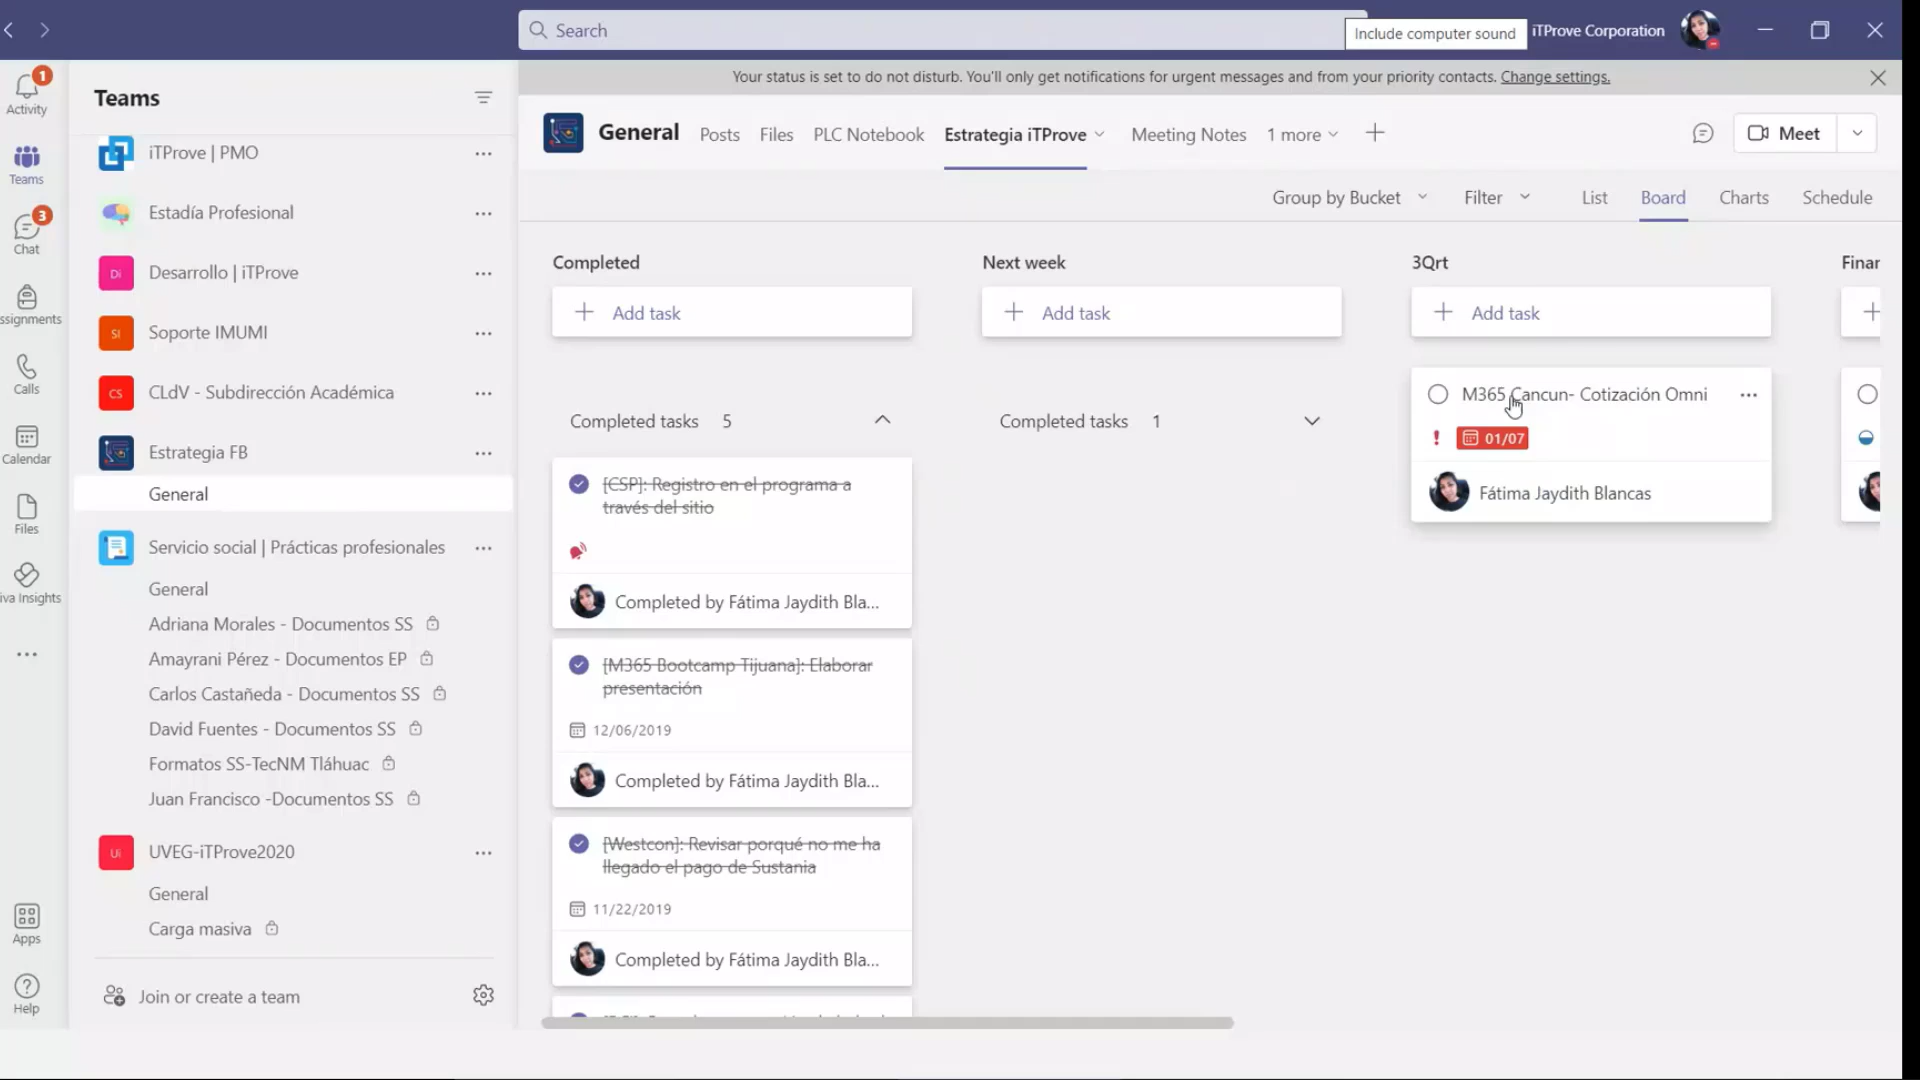 Search
Include computer sound
iTProve Corporation
Your status is set to do not disturb. You'll only get notifications for urgent messages and from your priority contacts. Change settings.
1
Activity
Teams
3
Chat
ssignments
Calls
Calendar
Files
iva Insights
Apps
Help
Teams
iTProve | PMO
Estadía Profesional
Di
Desarrollo | iTProve
SI
Soporte IMUMI
CS
CLdV - Subdirección Académica
Estrategia FB
General
Servicio social | Prácticas profesionales
General
Adriana Morales - Documentos SS
Amayrani Pérez - Documentos EP
Carlos Castañeda - Documentos SS
David Fuentes - Documentos SS
Formatos SS-TecNM Tláhuac
Juan Francisco -Documentos SS
Ui
UVEG-iTProve2020
General
Carga masiva
Join or create a team
General
Posts
Files
PLC Notebook
Estrategia iTProve
Meeting Notes
1 more
Meet
Group by Bucket
Filter
List
Board
Charts
Schedule
Completed
Add task
Completed tasks 5
[CSP]: Registro en el programa a
través del sitio
Completed by Fátima Jaydith Bla...
[M365 Bootcamp Tijuana]: Elaborar
presentación
12/06/2019
Completed by Fátima Jaydith Bla...
[Westcon]: Revisar porqué no me ha
llegado el pago de Sustania
11/22/2019
Completed by Fátima Jaydith Bla...
Next week
Add task
Completed tasks 1
3Qrt
Add task
M365 Cancun- Cotización Omni
01/07
Fátima Jaydith Blancas
Finar